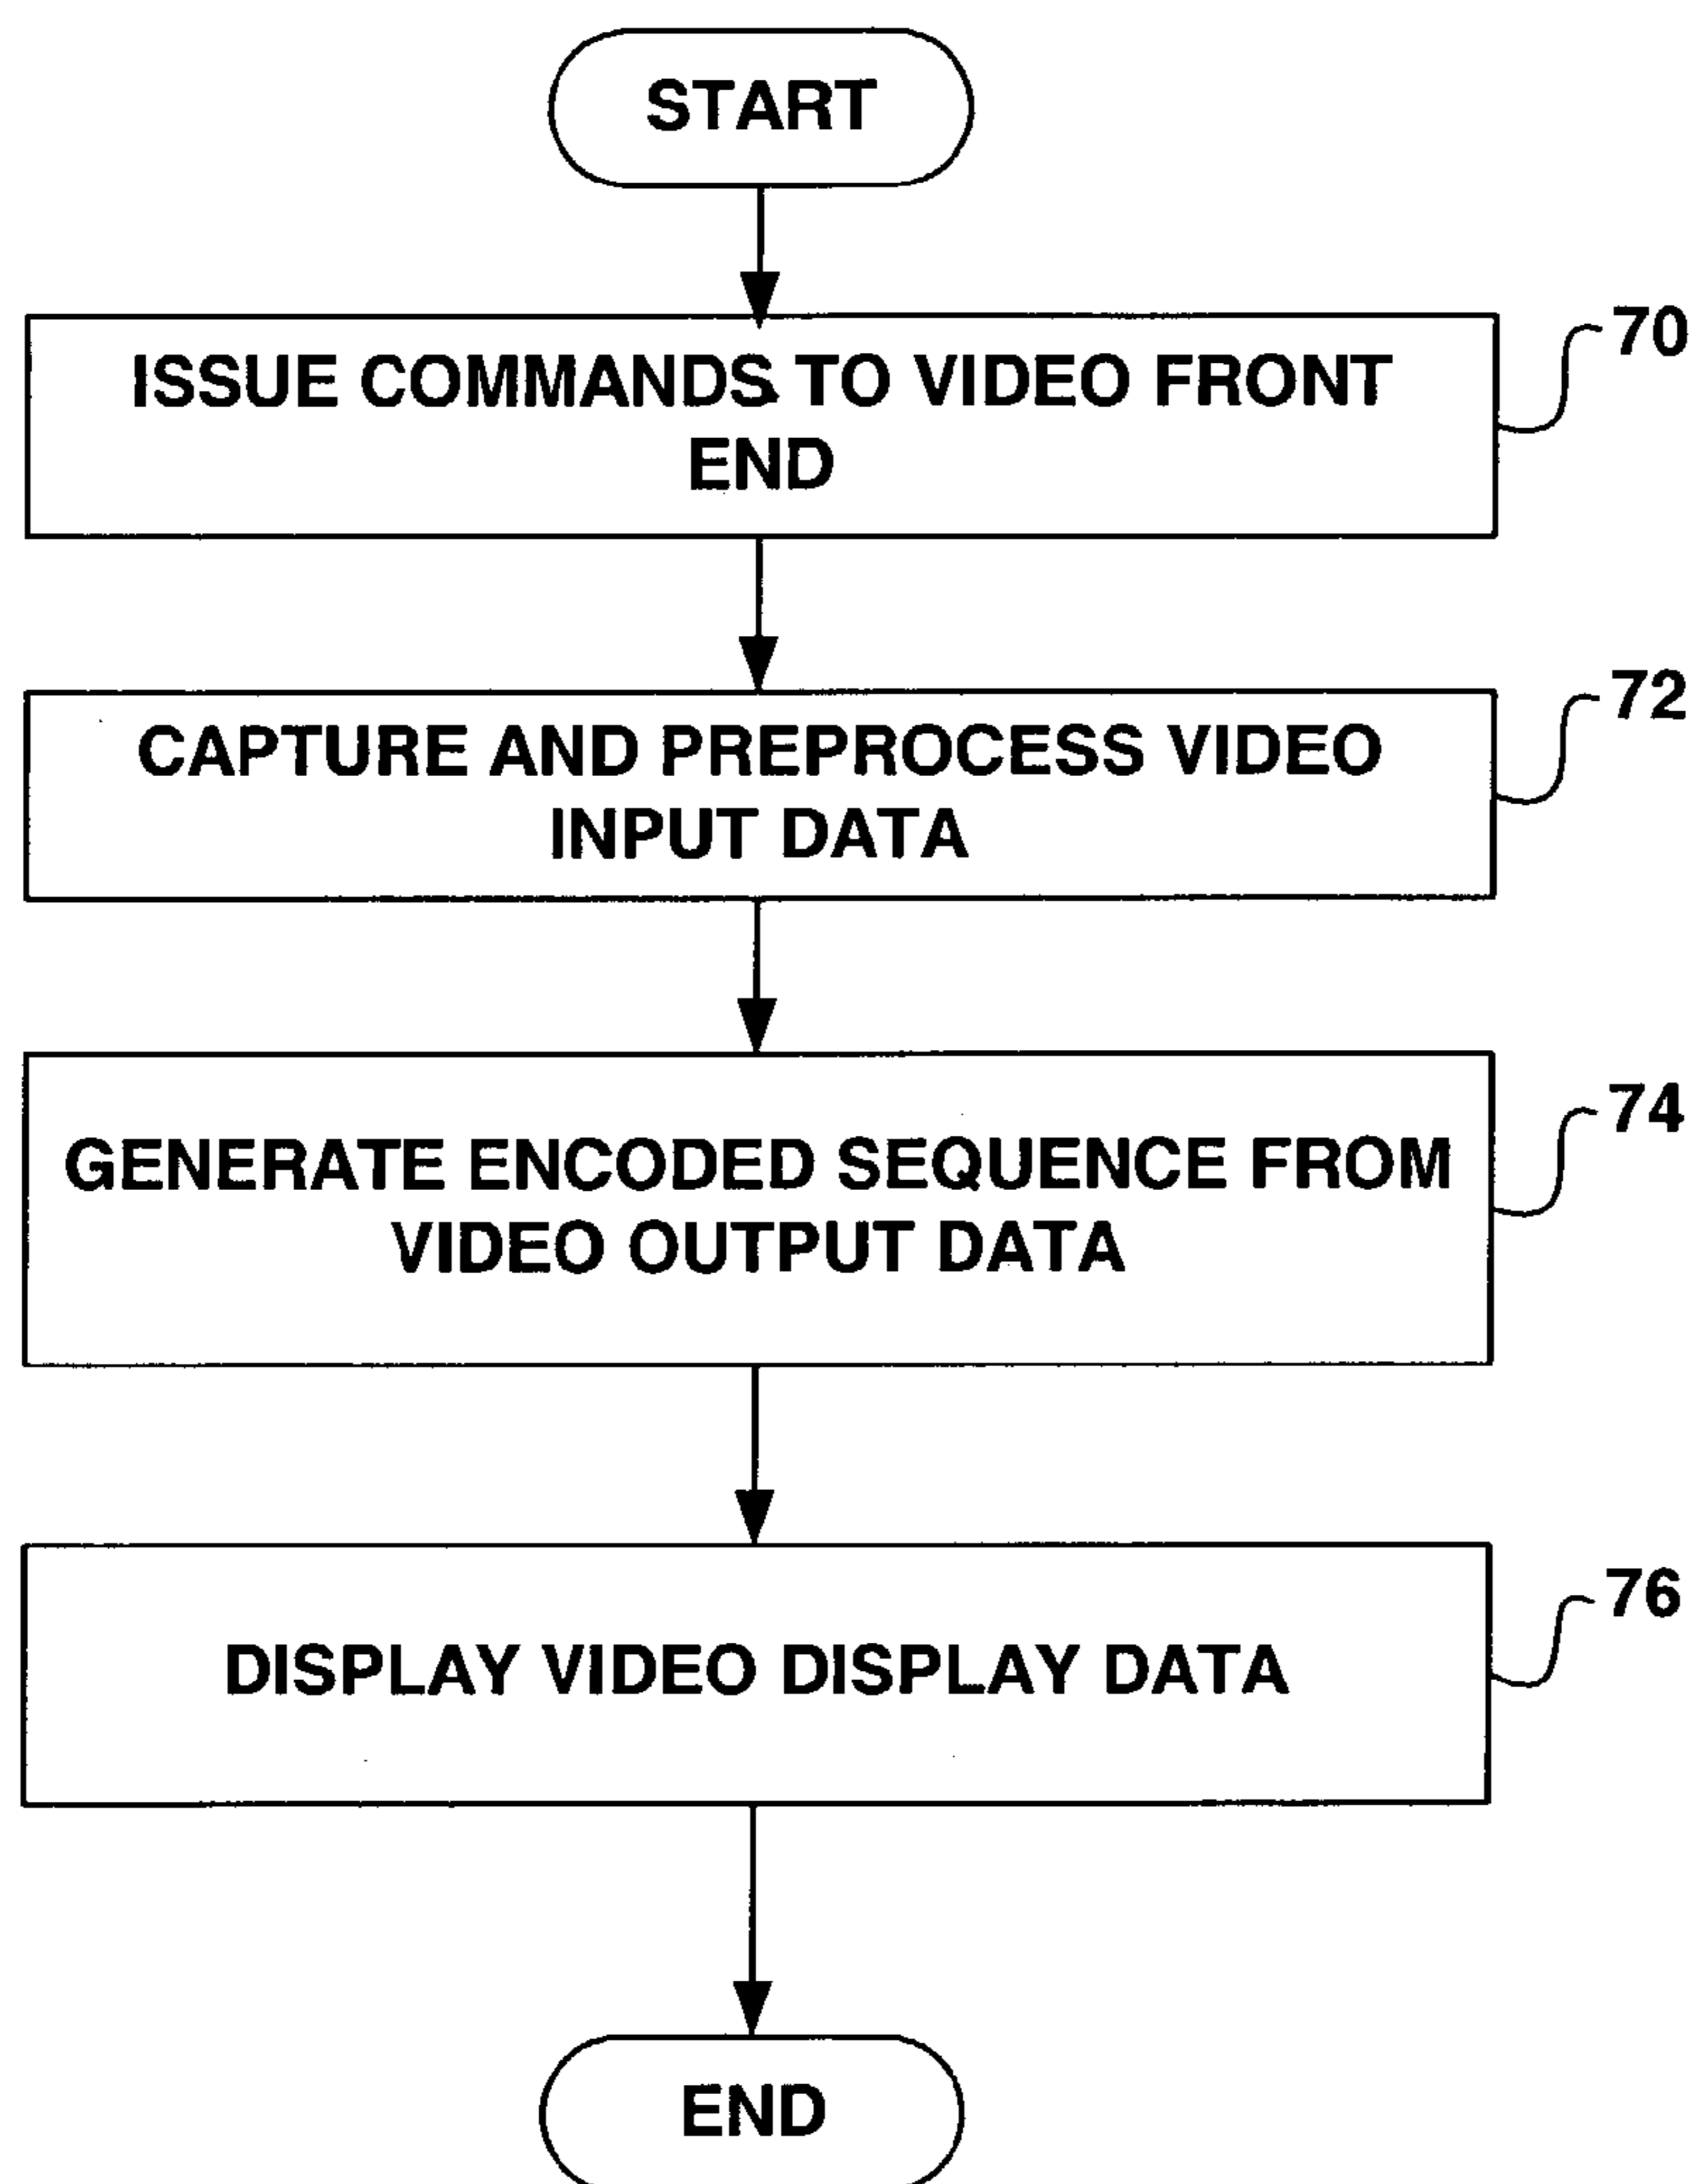 START
ISSUE COMMANDS TO VIDEO FRONT
END
70
CAPTURE AND PREPROCESS VIDEO
INPUT DATA
72
GENERATE ENCODED SEQUENCE FROM
VIDEO OUTPUT DATA
74
DISPLAY VIDEO DISPLAY DATA
76
END